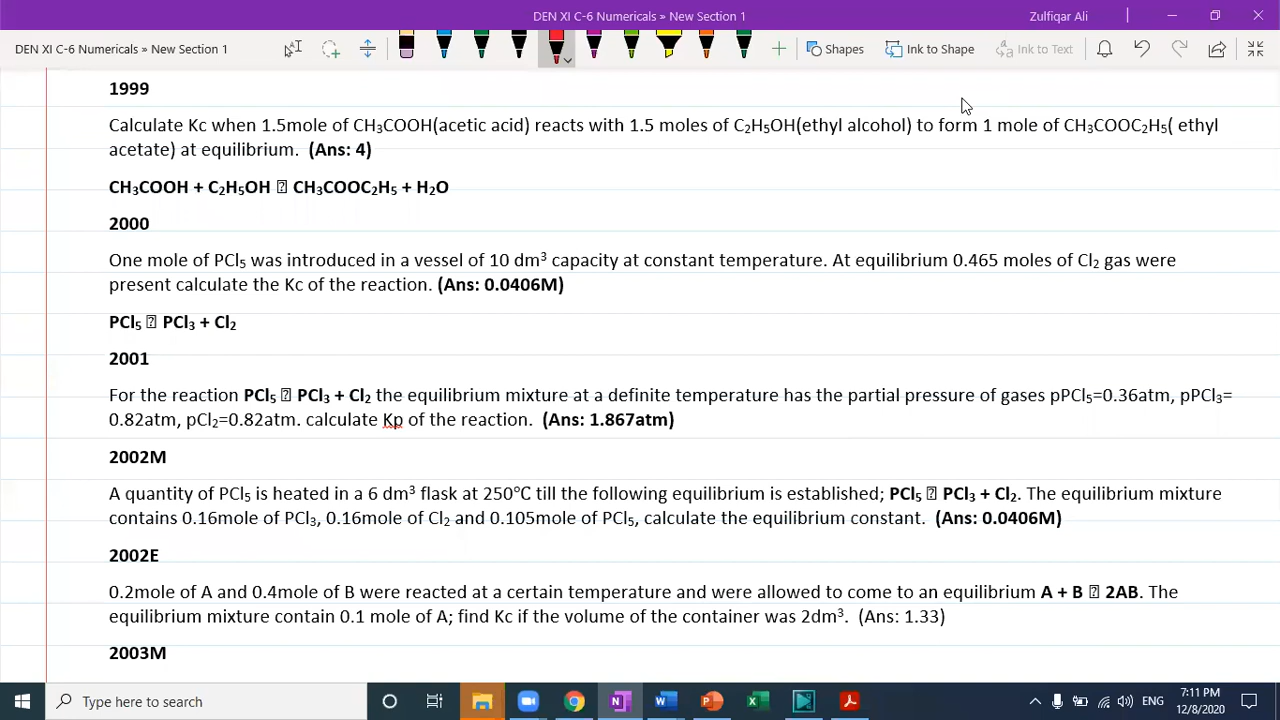 DEN XI C-6 Numericals » New Section 1
Zulfiqar Ali
DEN XI C-6 Numericals » New Section 1
Shapes
Ink to Shape
Ink to Text
1999
Calculate Kc when 1.5mole of CH₃COOH(acetic acid) reacts with 1.5 moles of C₂H₅OH(ethyl alcohol) to form 1 mole of CH₃COOC₂H₅( ethyl
acetate) at equilibrium. (Ans: 4)
CH₃COOH + C₂H₅OH ⍰ CH₃COOC₂H₅ + H₂O
2000
One mole of PCl₅ was introduced in a vessel of 10 dm³ capacity at constant temperature. At equilibrium 0.465 moles of Cl₂ gas were
present calculate the Kc of the reaction. (Ans: 0.0406M)
PCl₅ ⍰ PCl₃ + Cl₂
2001
For the reaction PCl₅ ⍰ PCl₃ + Cl₂ the equilibrium mixture at a definite temperature has the partial pressure of gases pPCl₅=0.36atm, pPCl₃=
0.82atm, pCl₂=0.82atm. calculate Kp of the reaction. (Ans: 1.867atm)
2002M
A quantity of PCl₅ is heated in a 6 dm³ flask at 250°C till the following equilibrium is established; PCl₅ ⍰ PCl₃ + Cl₂. The equilibrium mixture
contains 0.16mole of PCl₃, 0.16mole of Cl₂ and 0.105mole of PCl₅, calculate the equilibrium constant. (Ans: 0.0406M)
2002E
0.2mole of A and 0.4mole of B were reacted at a certain temperature and were allowed to come to an equilibrium A + B ⍰ 2AB. The
equilibrium mixture contain 0.1 mole of A; find Kc if the volume of the container was 2dm³. (Ans: 1.33)
2003M
Type here to search
ENG
7:11 PM
12/8/2020